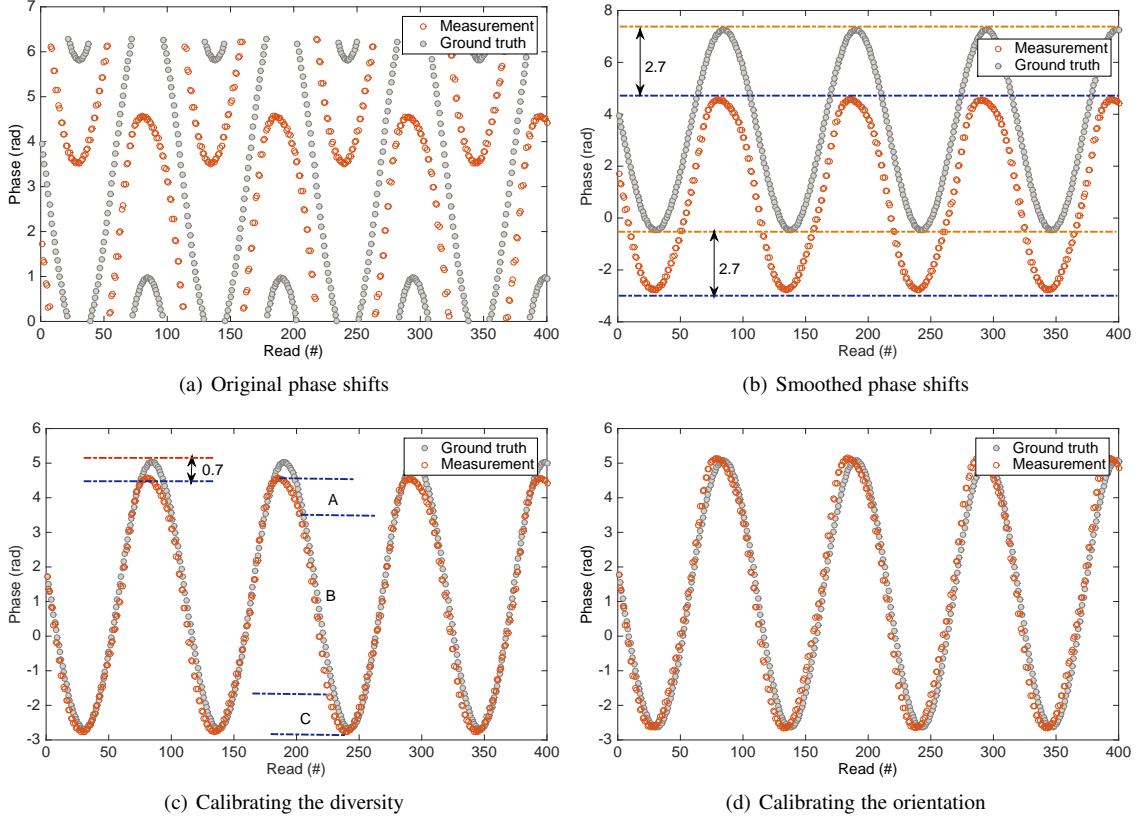 Measurement
Ground truth
Phase (rad)
6
5
4
3
2
1
0
0 50 100 150 200 250 300 350 400
Read (#)
(a) Original phase shifts
Measurement
Ground truth
2.7
2.7
Phase (rad)
8
6
4
2
0
-2
-4
0 50 100 150 200 250 300 350 400
Read (#)
(b) Smoothed phase shifts
Ground truth
Measurement
0.7
A
B
C
Phase (rad)
6
5
4
3
2
1
0
-1
-2
-3
0 50 100 150 200 250 300 350 400
Read (#)
(c) Calibrating the diversity
Ground truth
Measurement
Phase (rad)
6
5
4
3
2
1
0
-1
-2
-3
0 50 100 150 200 250 300 350 400
Read (#)
(d) Calibrating the orientation